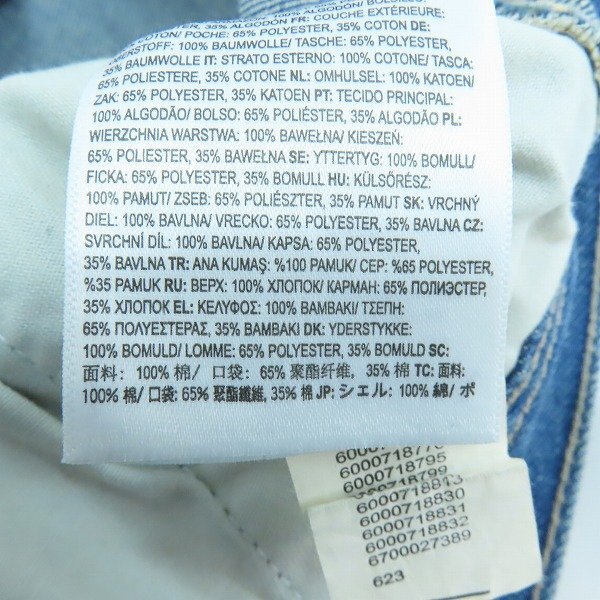 35% ALGODÓN FR: COUCHE EXTÉRIEURE:
COTON/ POCHE: 65% POLYESTER, 35% COTON DE:
OBERSTOFF: 100% BAUMWOLLE/ TASCHE: 65% POLYESTER,
35% BAUMWOLLE IT: STRATO ESTERNO: 100% COTONE/ TASCA:
65% POLIESTERE, 35% COTONE NL: OMHULSEL: 100% KATOEN/
ZAK: 65% POLYESTER, 35% KATOEN PT: TECIDO PRINCIPAL:
100% ALGODÃO/ BOLSO: 65% POLIÉSTER, 35% ALGODÃO PL:
WIERZCHNIA WARSTWA: 100% BAWEŁNA/ KIESZEŃ:
65% POLIESTER, 35% BAWEŁNA SE: YTTERTYG: 100% BOMULL/
FICKA: 65% POLYESTER, 35% BOMULL HU: KÜLSŐRÉSZ:
100% PAMUT/ ZSEB: 65% POLIÉSZTER, 35% PAMUT SK: VRCHNÝ
DIEL: 100% BAVLNA/ VRECKO: 65% POLYESTER, 35% BAVLNA CZ:
SVRCHNÍ DÍL: 100% BAVLNA/ KAPSA: 65% POLYESTER,
35% BAVLNA TR: ANA KUMAŞ: %100 PAMUK/ CEP: %65 POLYESTER,
%35 PAMUK RU: ВЕРХ: 100% ХЛОПОК/ КАРМАН: 65% ПОЛИЭСТЕР,
35% ХЛОПОК EL: ΚΕΛΥΦΟΣ: 100% ΒΑΜΒΑΚΙ/ ΤΣΕΠΗ:
65% ΠΟΛΥΕΣΤΕΡΑΣ, 35% ΒΑΜΒΑΚΙ DK: YDERSTYKKE:
100% BOMULD/ LOMME: 65% POLYESTER, 35% BOMULD SC:
面料: 100% 棉/ 口袋: 65% 聚酯纤维, 35% 棉 TC: 面料:
100% 棉/ 口袋: 65% 聚酯纖維, 35% 棉 JP: シェル: 100% 綿/ ポ
6000718770
6000718795
6000718799
6000718813
6000718830
6000718831
6000718832
6700027389
623